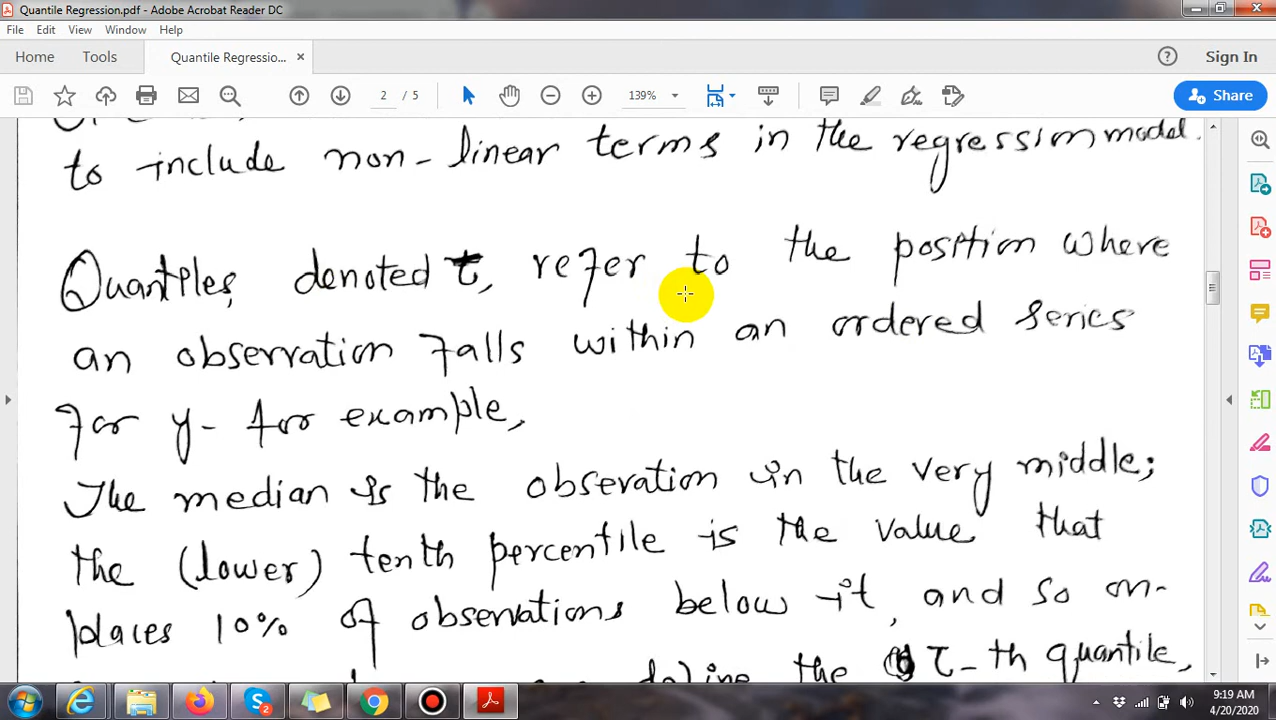 Quantile Regression.pdf - Adobe Acrobat Reader DC
File Edit View Window Help
Home Tools Quantile Regressio... × Sign In
2 / 5 139% Share
to include non-linear terms in the regression model.
Quantiles, denoted τ, refer to the position where
an observation falls within an ordered series
for y- for example,
The median is the obsevation in the very middle;
the (lower) tenth percentile is the value that
places 10% of observations below it, and so on-
define the τ-th quantile,
9:19 AM
4/20/2020